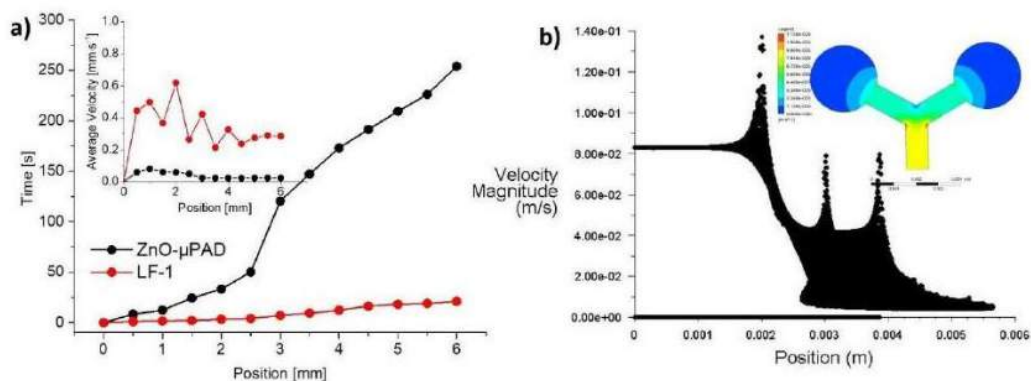 a)
300
250
200
150
100
50
0
Time [s]
0 1 2 3 4 5 6
Position [mm]
ZnO-µPAD
LF-1
1.0
0.8
0.6
0.4
0.2
0.0
Average Velocity [mm·s⁻¹]
0 1 2 3 4 5 6
Position [mm]
b)
1.40e-01
1.20e-01
1.00e-01
8.00e-02
6.00e-02
4.00e-02
2.00e-02
0.00e+00
Velocity
Magnitude
(m/s)
0 0.001 0.002 0.003 0.004 0.005 0.006
Position (m)